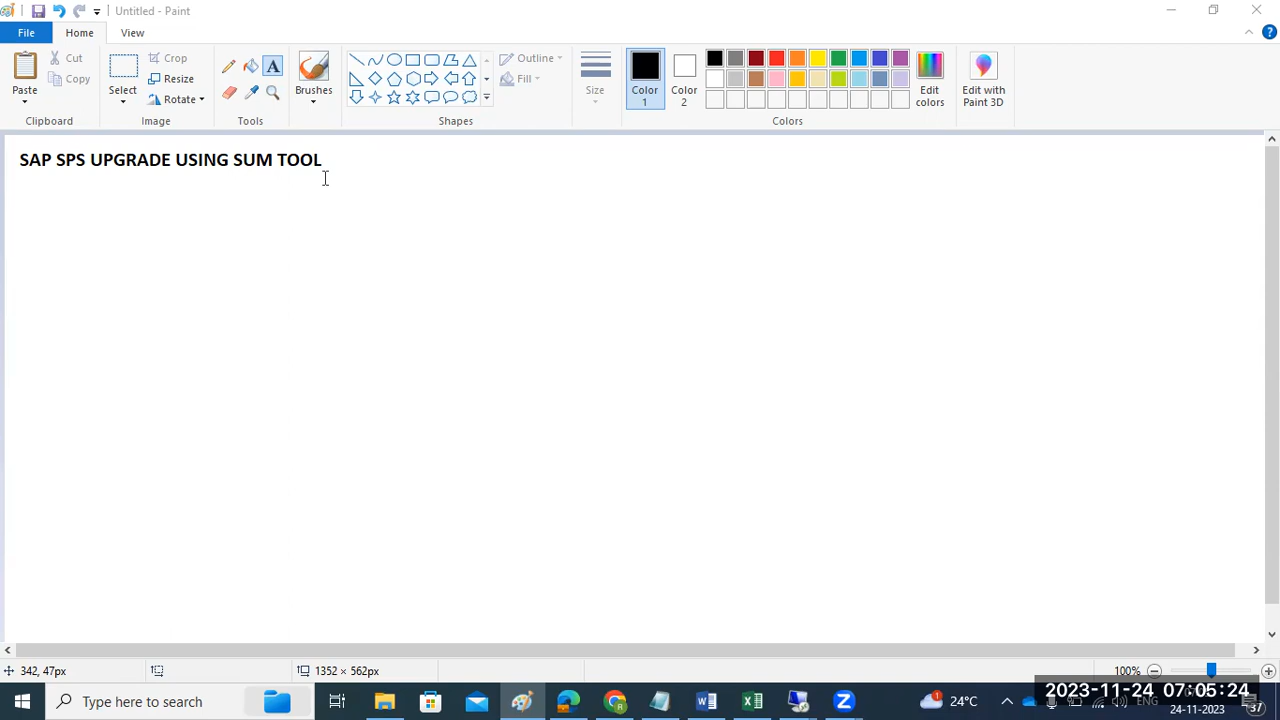 Untitled - Paint
File
Home
View
Paste
Cut
Copy
Clipboard
Select
Crop
Resize
Rotate
Image
A
Tools
Brushes
Shapes
Outline
Fill
Size
Color 1
Color 2
Colors
Edit colors
Edit with Paint 3D
SAP SPS UPGRADE USING SUM TOOL
342, 47px
1352 × 562px
100%
Type here to search
24°C
ENG
2023-11-24 07:05:24
24-11-2023
37